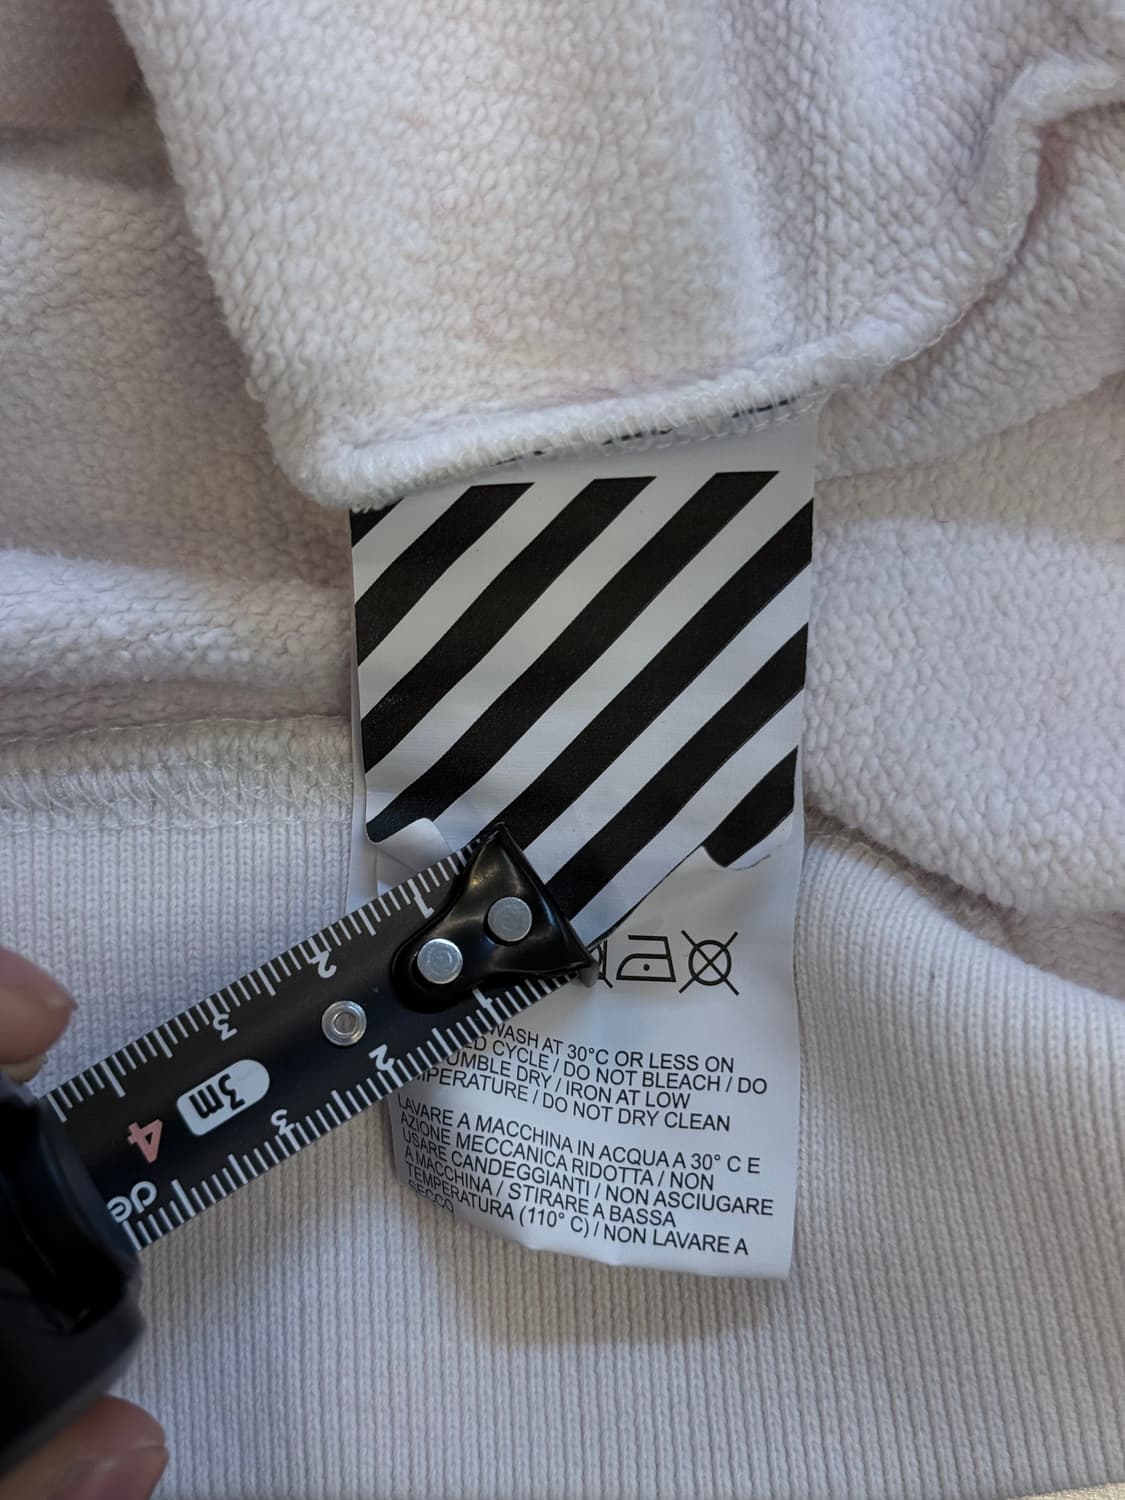 WASH AT 30°C OR LESS ON
CYCLE / DO NOT BLEACH / DO
TUMBLE DRY / IRON AT LOW
TEMPERATURE / DO NOT DRY CLEAN
LAVARE A MACCHINA IN ACQUA A 30° C E
AZIONE MECCANICA RIDOTTA / NON
USARE CANDEGGIANTI / NON ASCIUGARE
A MACCHINA / STIRARE A BASSA
TEMPERATURA (110° C) / NON LAVARE A
SECCO
1
2
3
1
2
3
3m
4